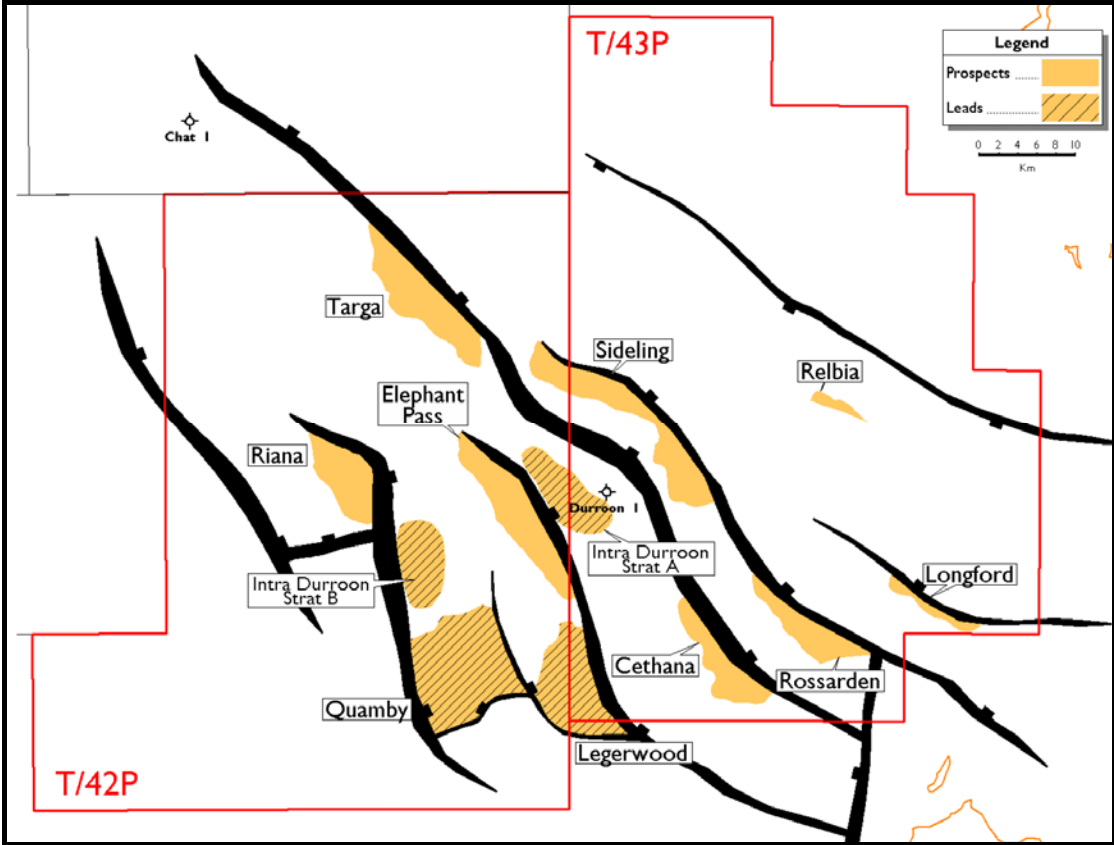 T/43P
Legend
Prospects ......
Leads ............
0 2 4 6 8 10
Km
Chat 1
Targa
Sideling
Relbia
Elephant
Pass
Riana
Durroon 1
Intra Durroon
Strat A
Intra Durroon
Strat B
Longford
Cethana
Rossarden
Quamby
Legerwood
T/42P